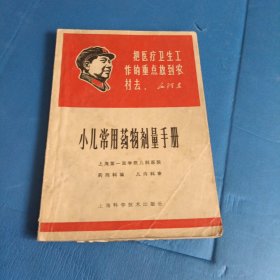 把医疗卫生工
作的重点放到农
村去。毛泽东
小儿常用药物剂量手册
上海第一医学院儿科医院
药剂科编 儿内科审
上海科学技术出版社